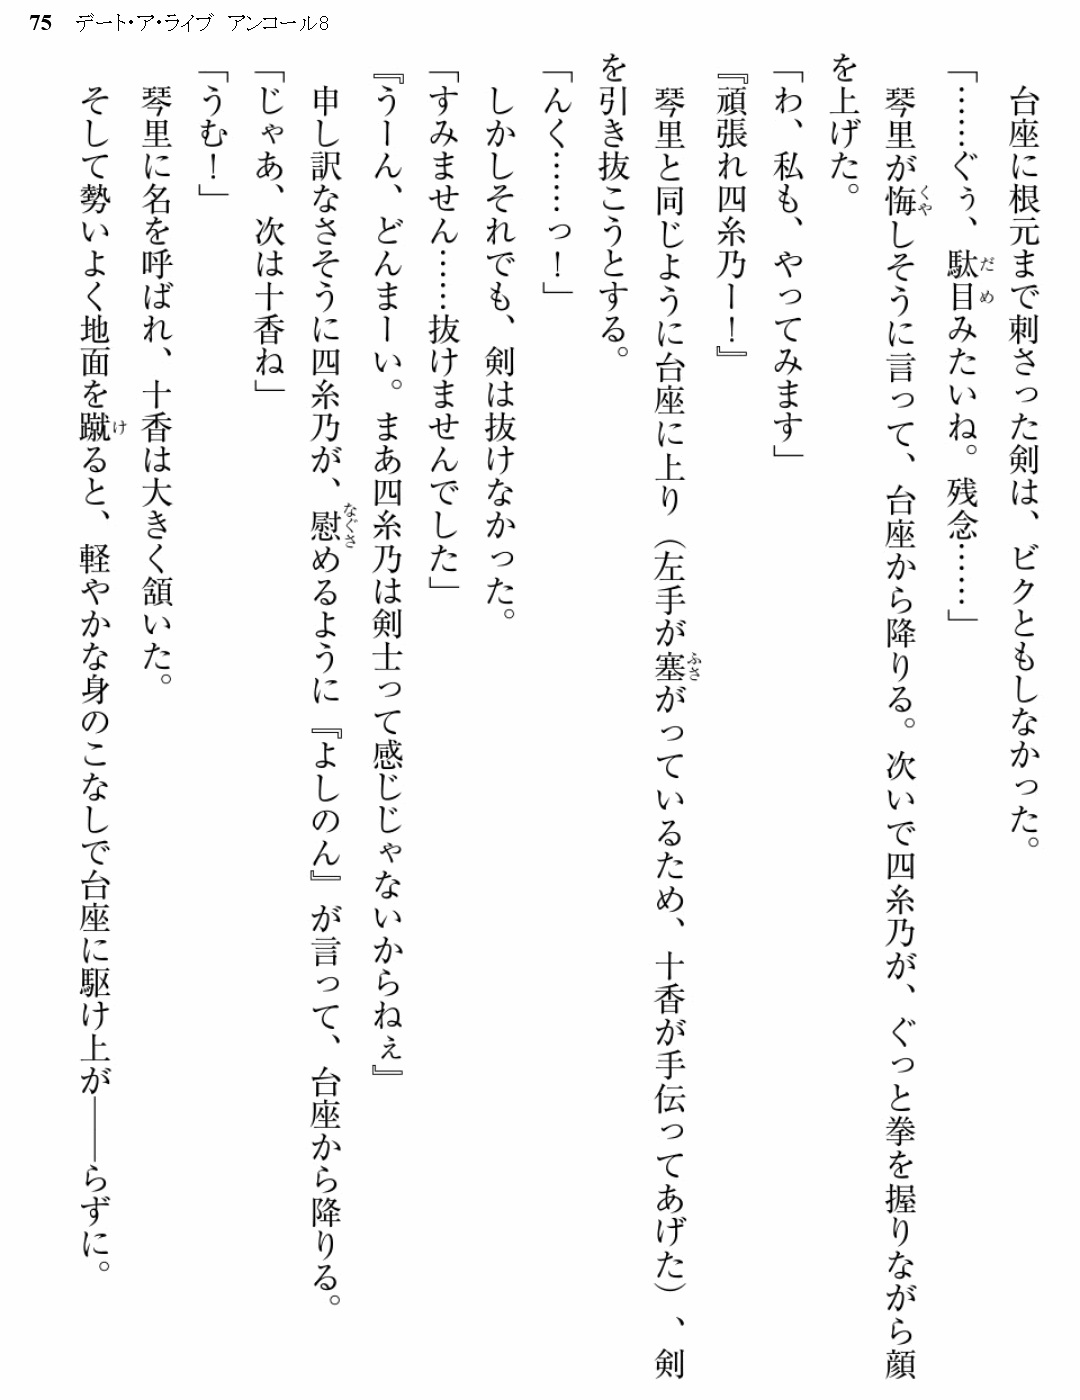 75 デート・ア・ライブ アンコール8
台座に根元まで刺さった剣は、ビクともしなかった。
「……ぐぅ、駄目みたいね。残念……」
琴里が悔しそうに言って、台座から降りる。次いで四糸乃が、ぐっと拳を握りながら顔
を上げた。
「わ、私も、やってみます」
『頑張れ四糸乃ー！』
琴里と同じように台座に上り（左手が塞がっているため、十香が手伝ってあげた）、剣
を引き抜こうとする。
「んく……っ！」
しかしそれでも、剣は抜けなかった。
「すみません……抜けませんでした」
『うーん、どんまーい。まあ四糸乃は剣士って感じじゃないからねぇ』
申し訳なさそうに四糸乃が、慰めるように『よしのん』が言って、台座から降りる。
「じゃあ、次は十香ね」
「うむ！」
琴里に名を呼ばれ、十香は大きく頷いた。
そして勢いよく地面を蹴ると、軽やかな身のこなしで台座に駆け上が――らずに。